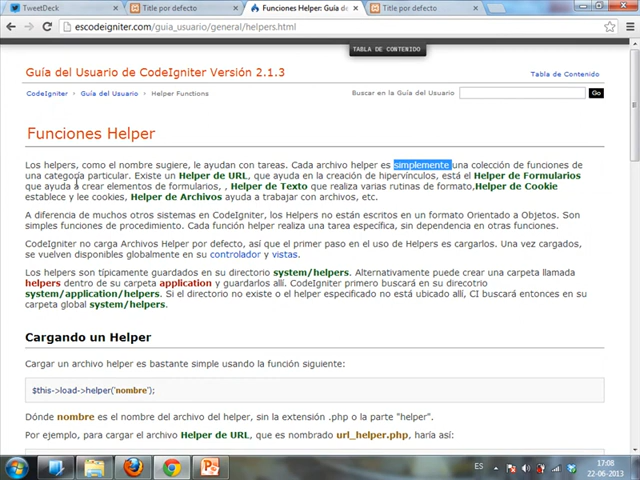 TweetDeck
Title por defecto
Funciones Helper: Guía de
Title por defecto
escodeigniter.com/guia_usuario/general/helpers.html
TABLA DE CONTENIDO
Guía del Usuario de CodeIgniter Versión 2.1.3
Tabla de Contenido
CodeIgniter › Guía del Usuario › Helper Functions
Buscar en la Guía del Usuario
Go
Funciones Helper
Los helpers, como el nombre sugiere, le ayudan con tareas. Cada archivo helper es simplemente una colección de funciones de
una categoría particular. Existe un Helper de URL, que ayuda en la creación de hipervínculos, está el Helper de Formularios
que ayuda a crear elementos de formularios, , Helper de Texto que realiza varias rutinas de formato,Helper de Cookie
establece y lee cookies, Helper de Archivos ayuda a trabajar con archivos, etc.
A diferencia de muchos otros sistemas en CodeIgniter, los Helpers no están escritos en un formato Orientado a Objetos. Son
simples funciones de procedimiento. Cada función helper realiza una tarea específica, sin dependencia en otras funciones.
CodeIgniter no carga Archivos Helper por defecto, así que el primer paso en el uso de Helpers es cargarlos. Una vez cargados,
se vuelven disponibles globalmente en su controlador y vistas.
Los helpers son típicamente guardados en su directorio system/helpers. Alternativamente puede crear una carpeta llamada
helpers dentro de su carpeta application y guardarlos allí. CodeIgniter primero buscará en su direcotrio
system/application/helpers. Si el directorio no existe o el helper especificado no está ubicado allí, CI buscará entonces en su
carpeta global system/helpers.
Cargando un Helper
Cargar un archivo helper es bastante simple usando la función siguiente:
$this->load->helper('nombre');
Dónde nombre es el nombre del archivo del helper, sin la extensión .php o la parte "helper".
Por ejemplo, para cargar el archivo Helper de URL, que es nombrado url_helper.php, haría así:
ES
17:08
22-06-2013